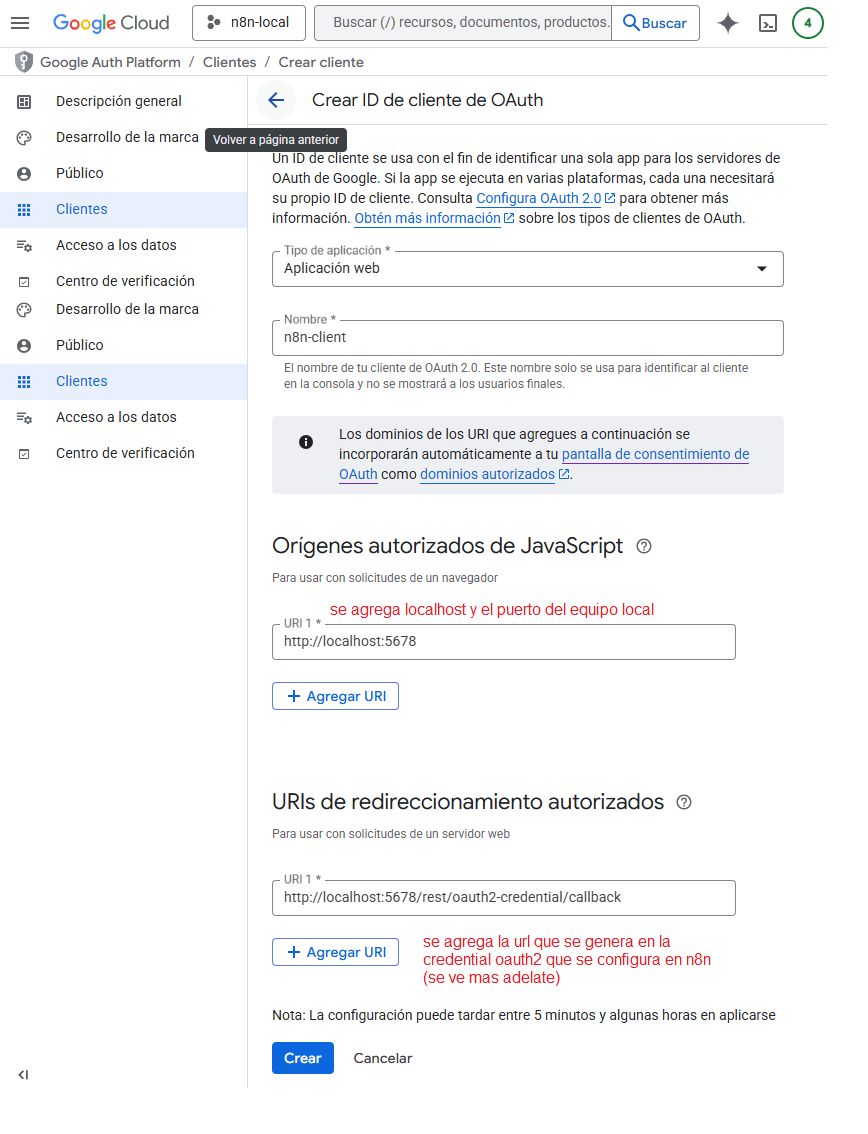 Google Cloud
n8n-local
Buscar (/) recursos, documentos, productos.
Buscar
4
Google Auth Platform / Clientes / Crear cliente
Descripción general
Desarrollo de la marca
Público
Clientes
Acceso a los datos
Centro de verificación
Desarrollo de la marca
Público
Clientes
Acceso a los datos
Centro de verificación
Crear ID de cliente de OAuth
Volver a página anterior
Un ID de cliente se usa con el fin de identificar una sola app para los servidores de
OAuth de Google. Si la app se ejecuta en varias plataformas, cada una necesitará
su propio ID de cliente. Consulta Configura OAuth 2.0 para obtener más
información. Obtén más información sobre los tipos de clientes de OAuth.
Tipo de aplicación *
Aplicación web
Nombre *
n8n-client
El nombre de tu cliente de OAuth 2.0. Este nombre solo se usa para identificar al cliente
en la consola y no se mostrará a los usuarios finales.
Los dominios de los URI que agregues a continuación se
incorporarán automáticamente a tu pantalla de consentimiento de
OAuth como dominios autorizados.
Orígenes autorizados de JavaScript
Para usar con solicitudes de un navegador
se agrega localhost y el puerto del equipo local
URI 1 *
http://localhost:5678
+ Agregar URI
URIs de redireccionamiento autorizados
Para usar con solicitudes de un servidor web
URI 1 *
http://localhost:5678/rest/oauth2-credential/callback
+ Agregar URI
se agrega la url que se genera en la
credential oauth2 que se configura en n8n
(se ve mas adelate)
Nota: La configuración puede tardar entre 5 minutos y algunas horas en aplicarse
Crear
Cancelar